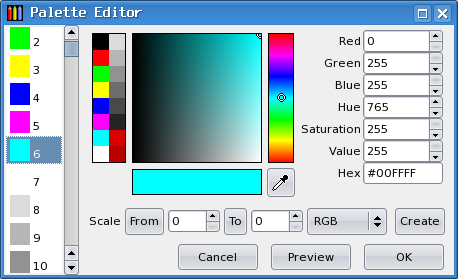 Palette Editor
2
3
4
5
6
7
8
9
10
Red 0
Green 255
Blue 255
Hue 765
Saturation 255
Value 255
Hex #00FFFF
Scale From 0 To 0 RGB Create
Cancel Preview OK